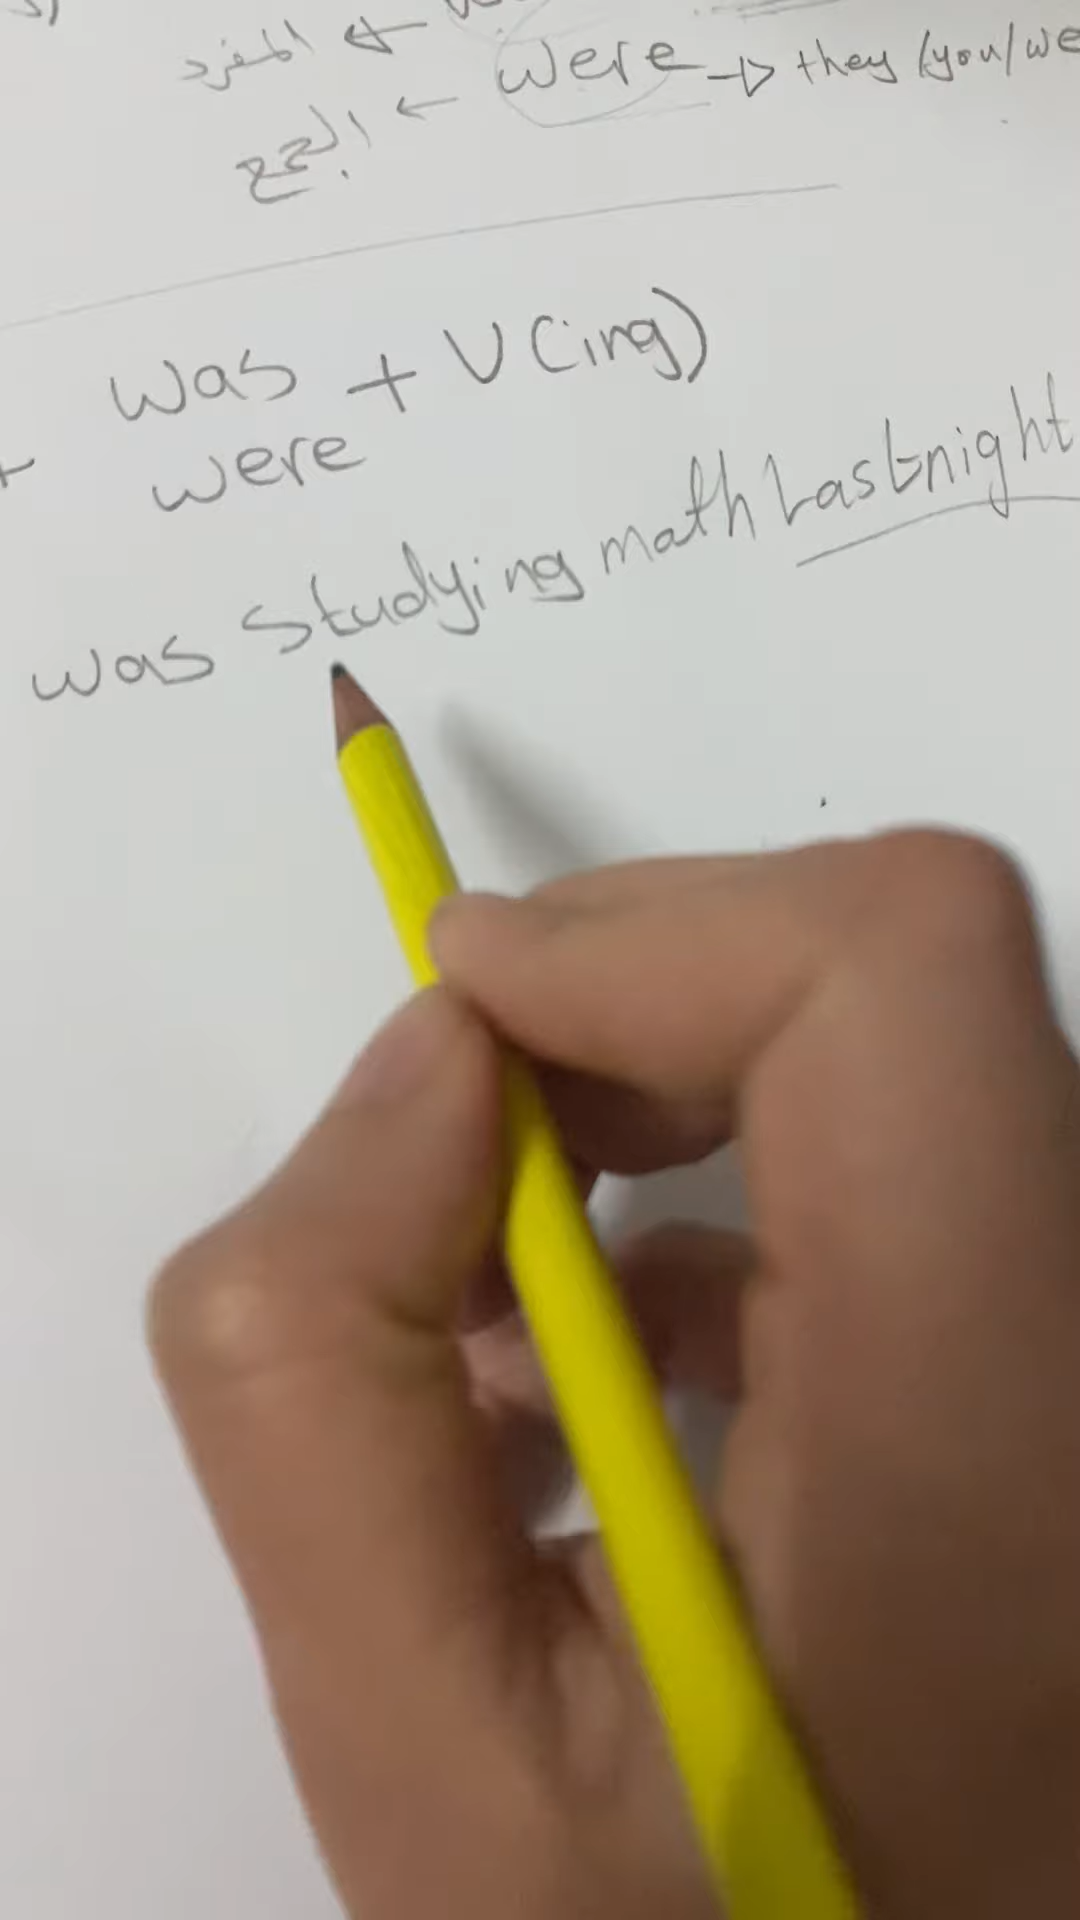 المفرد ←
الجمع ← were → they /you/we
was + V(ing)
were
was studying math Last night